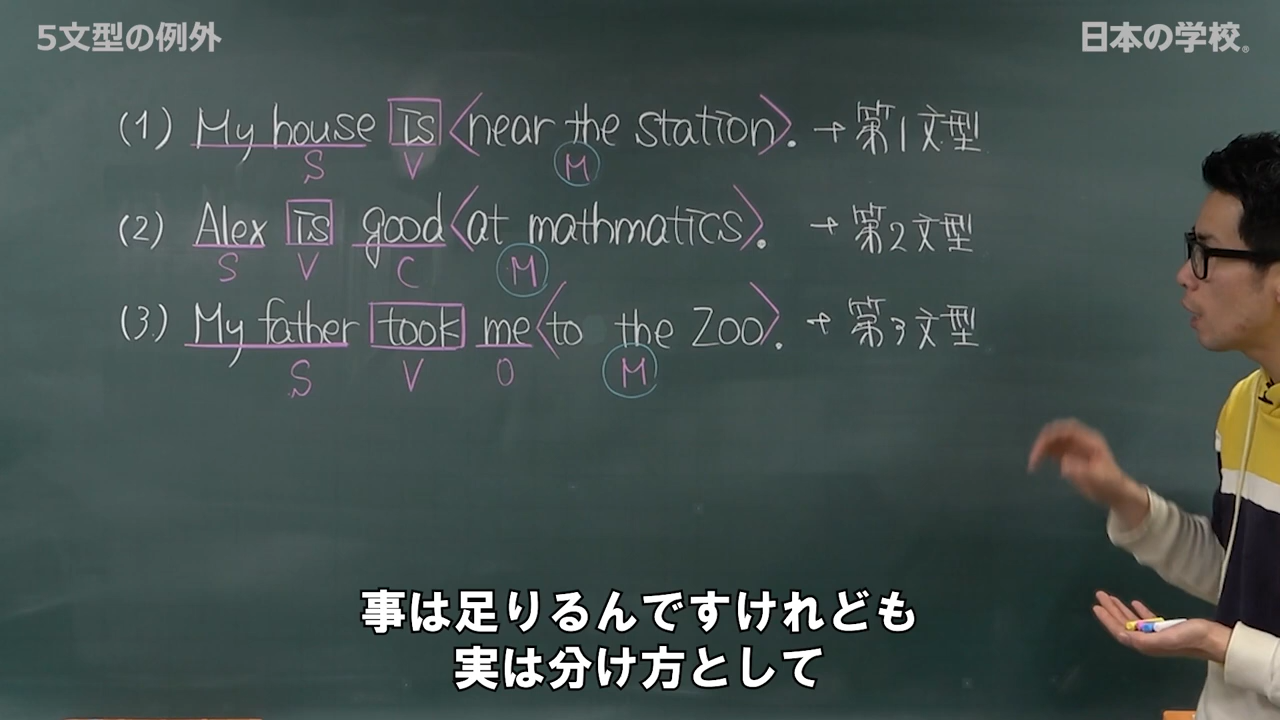 5文型の例外
日本の学校®
(1) My house is〈near the station〉. → 第1文型
S V M
(2) Alex is good〈at mathmatics〉. → 第2文型
S V C M
(3) My father took me〈to the Zoo〉. → 第3文型
S V O M
事は足りるんですけれども
実は分け方として